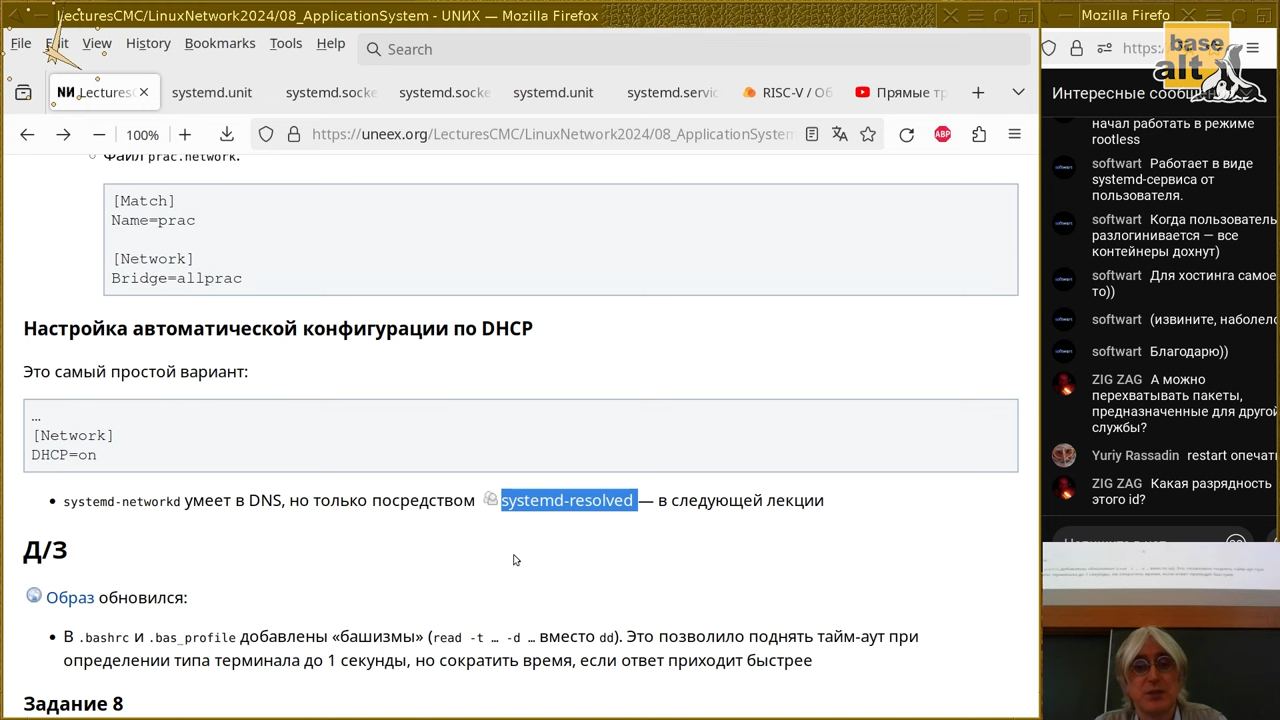 LecturesCMC/LinuxNetwork2024/08_ApplicationSystem - UNИX — Mozilla Firefox
Mozilla Firefo
File Edit View History Bookmarks Tools Help
Search
https:
base
alt
NИ. Lectures
systemd.unit
systemd.socke
systemd.socke
systemd.unit
systemd.servic
RISC-V / Об
Прямые тр
100%
https://uneex.org/LecturesCMC/LinuxNetwork2024/08_ApplicationSystem
ABP
Файл prac.network:
[Match]
Name=prac
[Network]
Bridge=allprac
Настройка автоматической конфигурации по DHCP
Это самый простой вариант:
…
[Network]
DHCP=on
systemd-networkd умеет в DNS, но только посредством systemd-resolved — в следующей лекции
Д/З
Образ обновился:
В .bashrc и .bas_profile добавлены «башизмы» (read -t … -d … вместо dd). Это позволило поднять тайм-аут при
определении типа терминала до 1 секунды, но сократить время, если ответ приходит быстрее
Задание 8
Интересные сообщ
начал работать в режиме
rootless
softwart Работает в виде
systemd-сервиса от
пользователя.
softwart Когда пользователь
разлогинивается — все
контейнеры дохнут)
softwart Для хостинга самое
то))
softwart (извините, наболело
softwart Благодарю))
ZIG ZAG А можно
перехватывать пакеты,
предназначенные для другой
службы?
Yuriy Rassadin restart опечат
ZIG ZAG Какая разрядность
этого id?